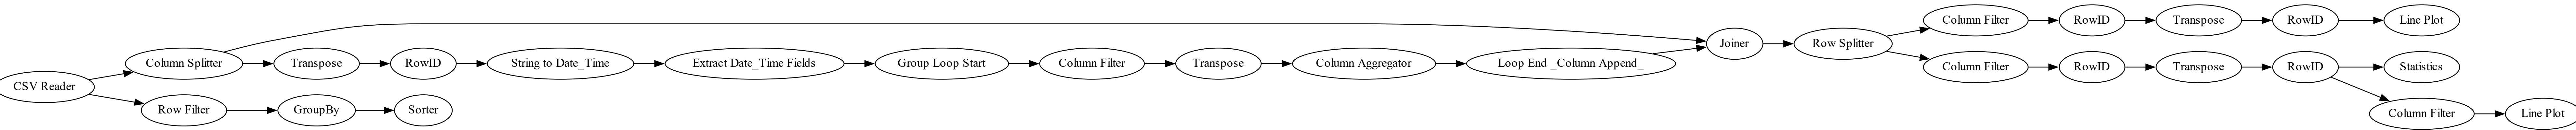 CSV Reader
Column Splitter
Transpose
RowID
String to Date_Time
Extract Date_Time Fields
Group Loop Start
Column Filter
Transpose
Column Aggregator
Loop End _Column Append_
Joiner
Row Splitter
Column Filter
RowID
Transpose
RowID
Line Plot
Column Filter
RowID
Transpose
RowID
Statistics
Column Filter
Line Plot
Row Filter
GroupBy
Sorter